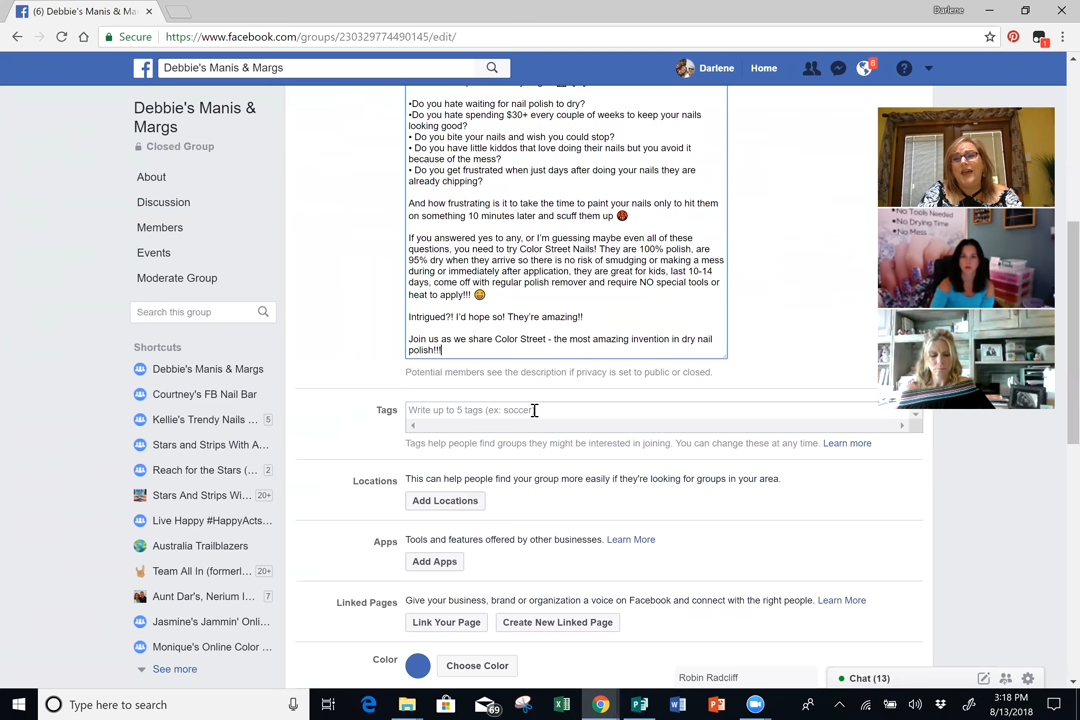 (6) Debbie's Manis & Ma
Darlene
Secure
https://www.facebook.com/groups/230329774490145/edit/
1
Debbie's Manis & Margs
Darlene
Home
6
Debbie's Manis &
Margs
Closed Group
About
Discussion
Members
Events
Moderate Group
Search this group
Shortcuts
Debbie's Manis & Margs
Courtney's FB Nail Bar
Kellie's Trendy Nails ...
5
Stars and Strips With A...
Reach for the Stars (...
2
Stars And Strips Wi...
20+
Live Happy #HappyActs...
Australia Trailblazers
Team All In (formerl...
20+
Aunt Dar's, Nerium I...
7
Jasmine's Jammin' Onli...
Monique's Online Color ...
See more
•Do you hate waiting for nail polish to dry?
•Do you hate spending $30+ every couple of weeks to keep your nails
looking good?
• Do you bite your nails and wish you could stop?
• Do you have little kiddos that love doing their nails but you avoid it
because of the mess?
• Do you get frustrated when just days after doing your nails they are
already chipping?
And how frustrating is it to take the time to paint your nails only to hit them
on something 10 minutes later and scuff them up
If you answered yes to any, or I'm guessing maybe even all of these
questions, you need to try Color Street Nails! They are 100% polish, are
95% dry when they arrive so there is no risk of smudging or making a mess
during or immediately after application, they are great for kids, last 10-14
days, come off with regular polish remover and require NO special tools or
heat to apply!!!
Intrigued?! I'd hope so! They're amazing!!
Join us as we share Color Street - the most amazing invention in dry nail
polish!!!
Potential members see the description if privacy is set to public or closed.
Tags
Write up to 5 tags (ex: soccer)
Tags help people find groups they might be interested in joining. You can change these at any time. Learn more
Locations
This can help people find your group more easily if they're looking for groups in your area.
Add Locations
Apps
Tools and features offered by other businesses. Learn More
Add Apps
Linked Pages
Give your business, brand or organization a voice on Facebook and connect with the right people. Learn More
Link Your Page
Create New Linked Page
Color
Choose Color
•No Tools Needed
•No Drying
•No Mess
Robin Radcliff
Chat (13)
Type here to search
69
3:18 PM
8/13/2018